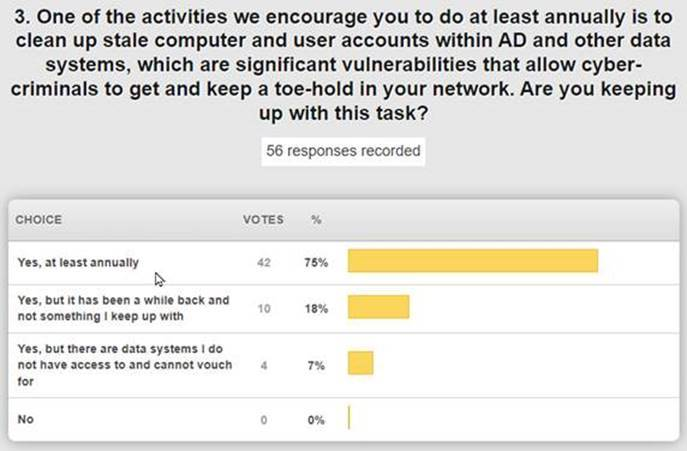 3. One of the activities we encourage you to do at least annually is to
clean up stale computer and user accounts within AD and other data
systems, which are significant vulnerabilities that allow cyber-
criminals to get and keep a toe-hold in your network. Are you keeping
up with this task?
56 responses recorded
CHOICE VOTES %
Yes, at least annually 42 75%
Yes, but it has been a while back and
not something I keep up with 10 18%
Yes, but there are data systems I do
not have access to and cannot vouch 4 7%
for
No 0 0%